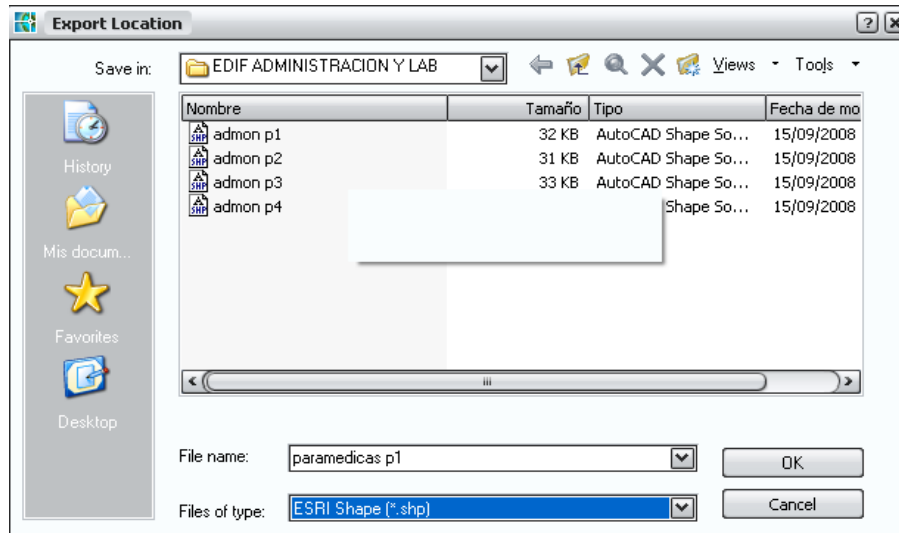 Export Location
Save in: EDIF ADMINISTRACION Y LAB Views Tools
Nombre Tamaño Tipo Fecha de mo
admon p1 32 KB AutoCAD Shape So... 15/09/2008
admon p2 31 KB AutoCAD Shape So... 15/09/2008
admon p3 33 KB AutoCAD Shape So... 15/09/2008
admon p4 Shape So... 15/09/2008
History
Mis docum...
Favorites
Desktop
File name: paramedicas p1 OK
Files of type: ESRI Shape (*.shp) Cancel